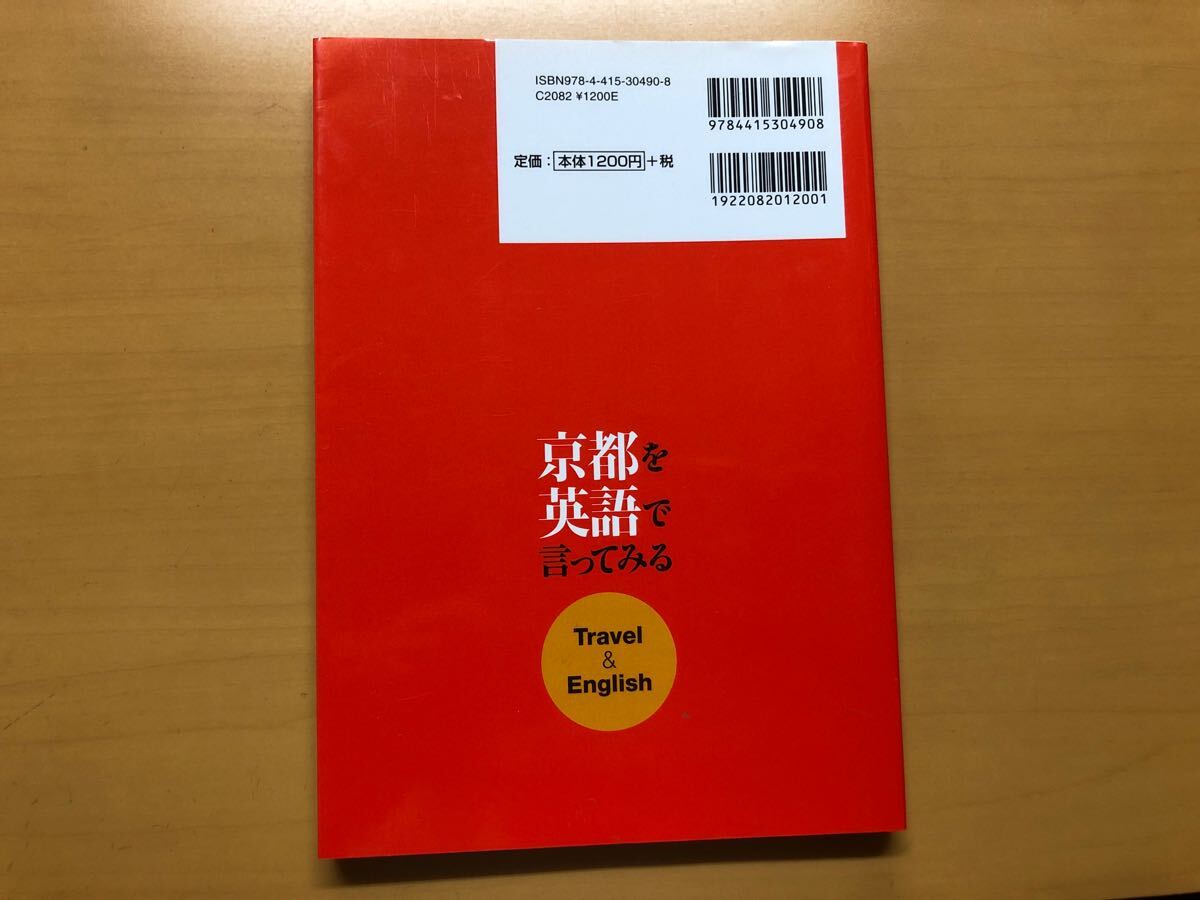 ISBN978-4-415-30490-8
C2082 ¥1200E
9784415304908
定価：本体1200円+税
1922082012001
京都を
英語で
言ってみる
Travel
&
English